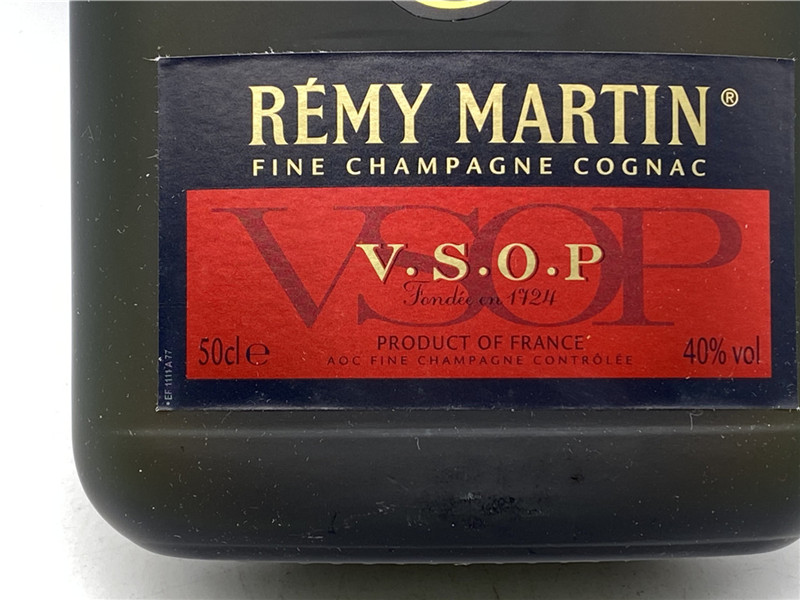 RÉMY MARTIN®
FINE CHAMPAGNE COGNAC
VSOP
V.S.O.P
Fondée en 1724
PRODUCT OF FRANCE
50cl e
AOC FINE CHAMPAGNE CONTRÔLÉE
40% vol